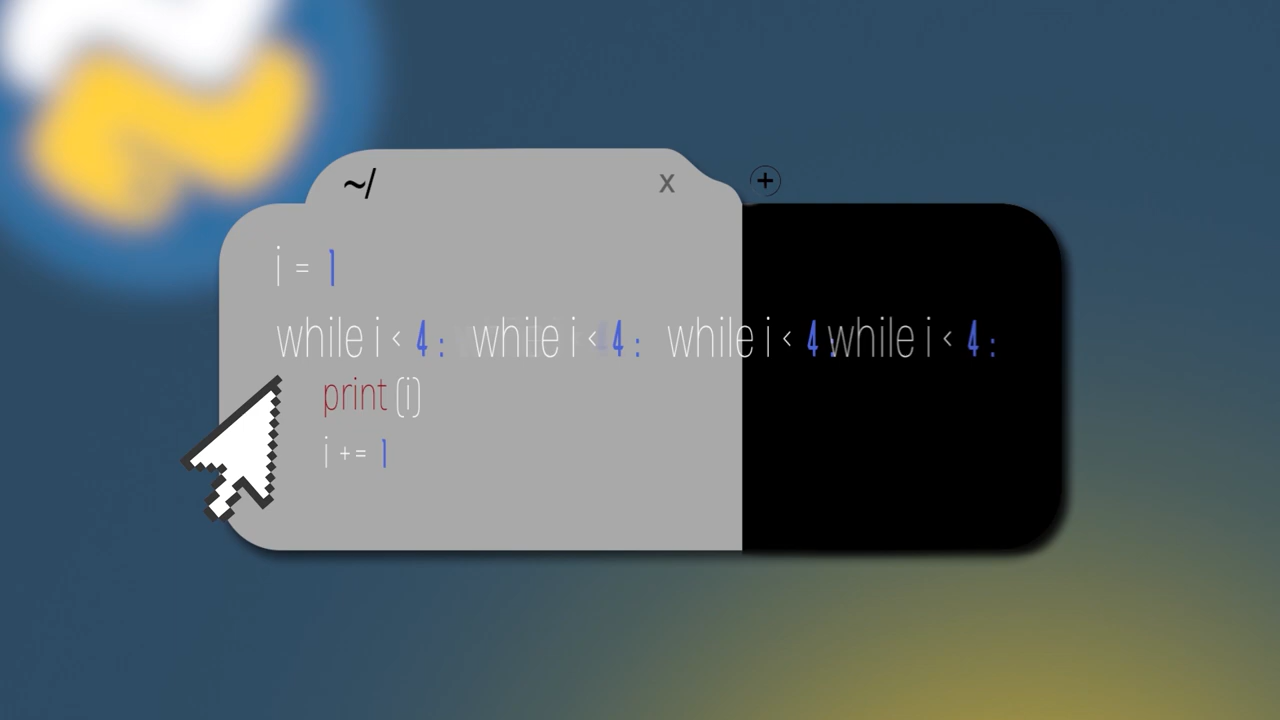 ~/ x +
i = 1
while i < 4 : while i < 4 : while i < 4 : while i < 4 :
print (i)
i += 1